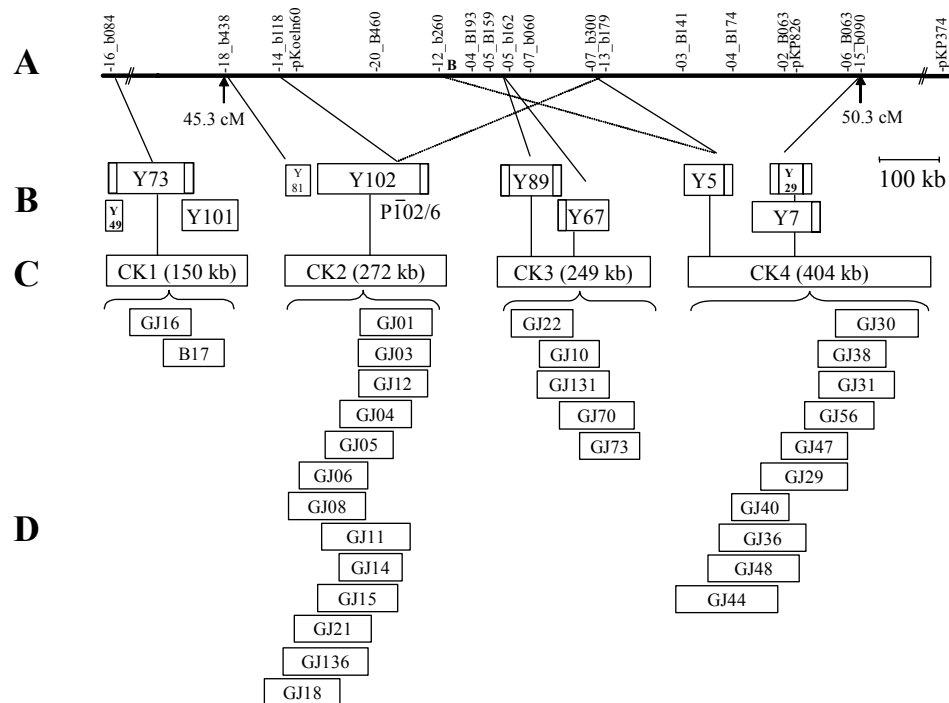 A
-16_b084
-18_b438
-14_b118
-pKoeln60
-20_B460
-12_b260
-04_B193
-05_B159
-05_b162
-07_b060
-07_b300
-13_b179
-03_B141
-04_B174
-02_B063
-pKP826
-06_B063
-15_b090
-pKP374
B
45.3 cM
50.3 cM
100 kb
B
Y73
Y 81
Y102
Y89
Y5
Y 29
Y 49
Y101
P102/6
Y67
Y7
C
CK1 (150 kb)
CK2 (272 kb)
CK3 (249 kb)
CK4 (404 kb)
D
GJ16
B17
GJ01
GJ03
GJ12
GJ04
GJ05
GJ06
GJ08
GJ11
GJ14
GJ15
GJ21
GJ136
GJ18
GJ22
GJ10
GJ131
GJ70
GJ73
GJ30
GJ38
GJ31
GJ56
GJ47
GJ29
GJ40
GJ36
GJ48
GJ44